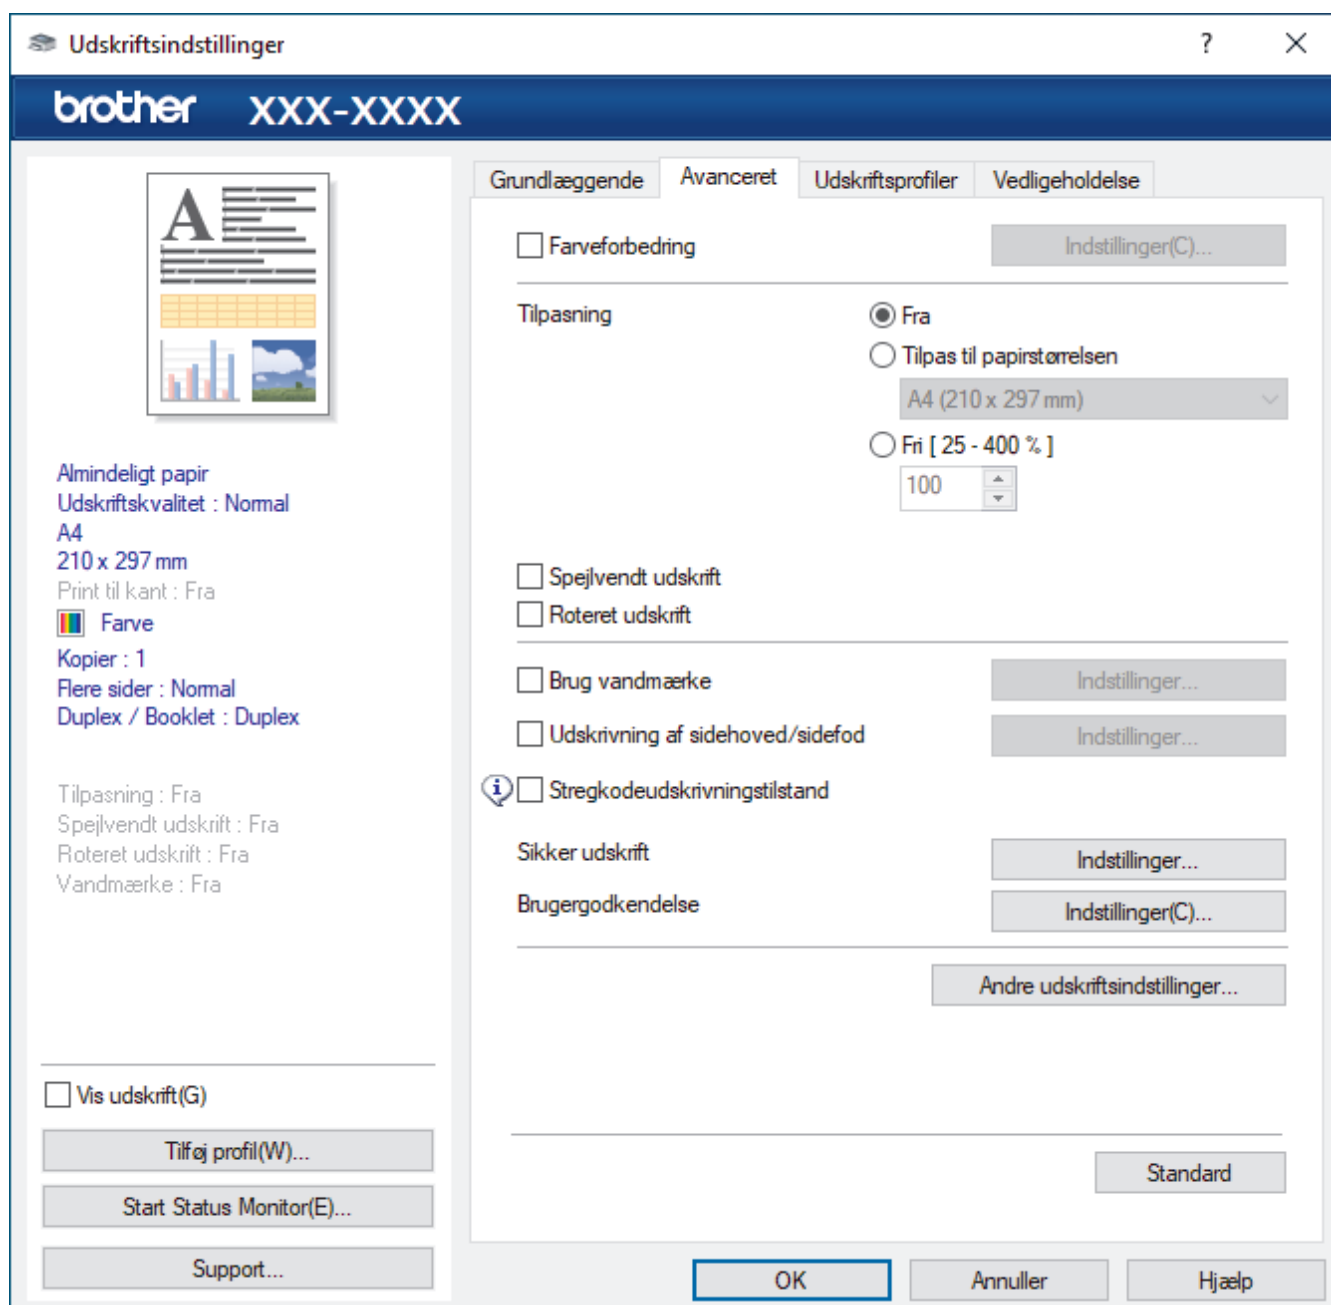 Udskriftsindstillinger
?
brother XXX-XXXX
A
Almindeligt papir
Udskriftskvalitet : Normal
A4
210 x 297 mm
Print til kant : Fra
Farve
Kopier : 1
Flere sider : Normal
Duplex / Booklet : Duplex
Tilpasning : Fra
Spejlvendt udskrift : Fra
Roteret udskrift : Fra
Vandmærke : Fra
Vis udskrift(G)
Tilføj profil(W)...
Start Status Monitor(E)...
Support...
Grundlæggende Avanceret Udskriftsprofiler Vedligeholdelse
Farveforbedring Indstillinger(C)...
Tilpasning Fra
Tilpas til papirstørrelsen
A4 (210 x 297 mm)
Fri [ 25 - 400 % ]
100
Spejlvendt udskrift
Roteret udskrift
Brug vandmærke Indstillinger...
Udskrivning af sidehoved/sidefod Indstillinger...
Stregkodeudskrivningstilstand
Sikker udskrift Indstillinger...
Brugergodkendelse Indstillinger(C)...
Andre udskriftsindstillinger...
Standard
OK Annuller Hjælp